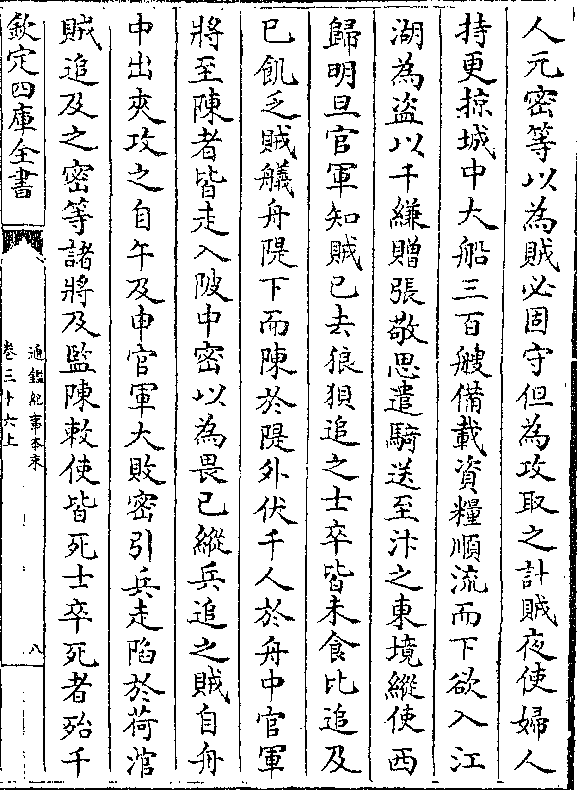 人元密等以為賊必固守但為攻取之計賊夜使婦人
持更掠城中大船三百艘備載資糧順流而下欲入江
湖為盜以千縑贈張敬思遣騎送至汴之東境縱使西
歸明旦官軍知賊已去狼狽追之士卒皆未食比追及
已飢乏賊艤舟隄下而陳於隄外伏千人於舟中官軍
將至陳者皆走入陂中密以為畏已縱兵追之賊自舟
中出夾攻之自午及申官軍大敗密引兵走陷於荷涫
賊追及之密等諸將及監陳敕使皆死士卒死者殆千
欽定四庫全書
通鑑紀事本末
卷三十六上
八